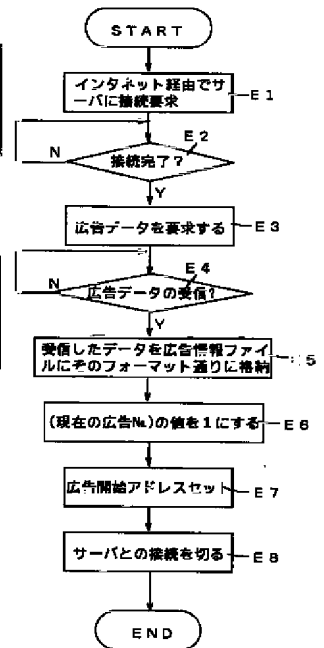 START
インタネット経由でサ
ーバに接続要求
E1
E2
接続完了?
N
Y
広告データを要求する
E3
E4
広告データの受信?
N
Y
受信したデータを広告情報ファイ
ルにそのフォーマット通りに格納
E5
(現在の広告№)の値を1にする
E6
広告開始アドレスセット
E7
サーバとの接続を切る
E8
END